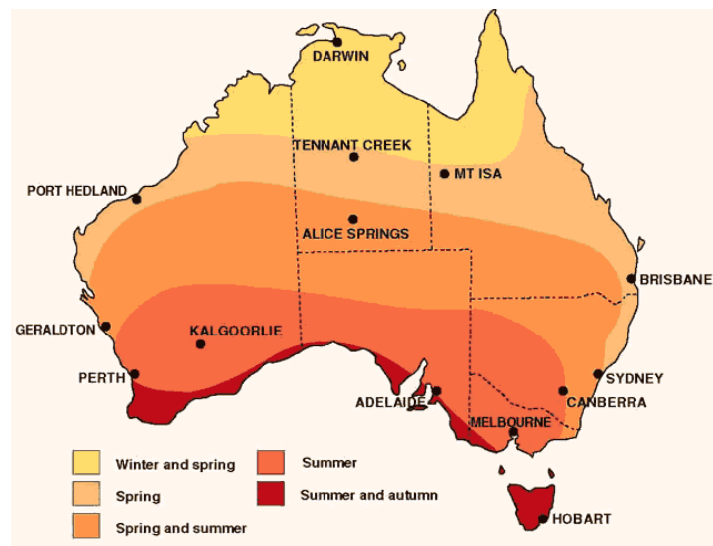 DARWIN
TENNANT CREEK
MT ISA
PORT HEDLAND
ALICE SPRINGS
BRISBANE
GERALDTON
KALGOORLIE
PERTH
SYDNEY
ADELAIDE
CANBERRA
MELBOURNE
Winter and spring
Summer
Spring
Summer and autumn
Spring and summer
HOBART